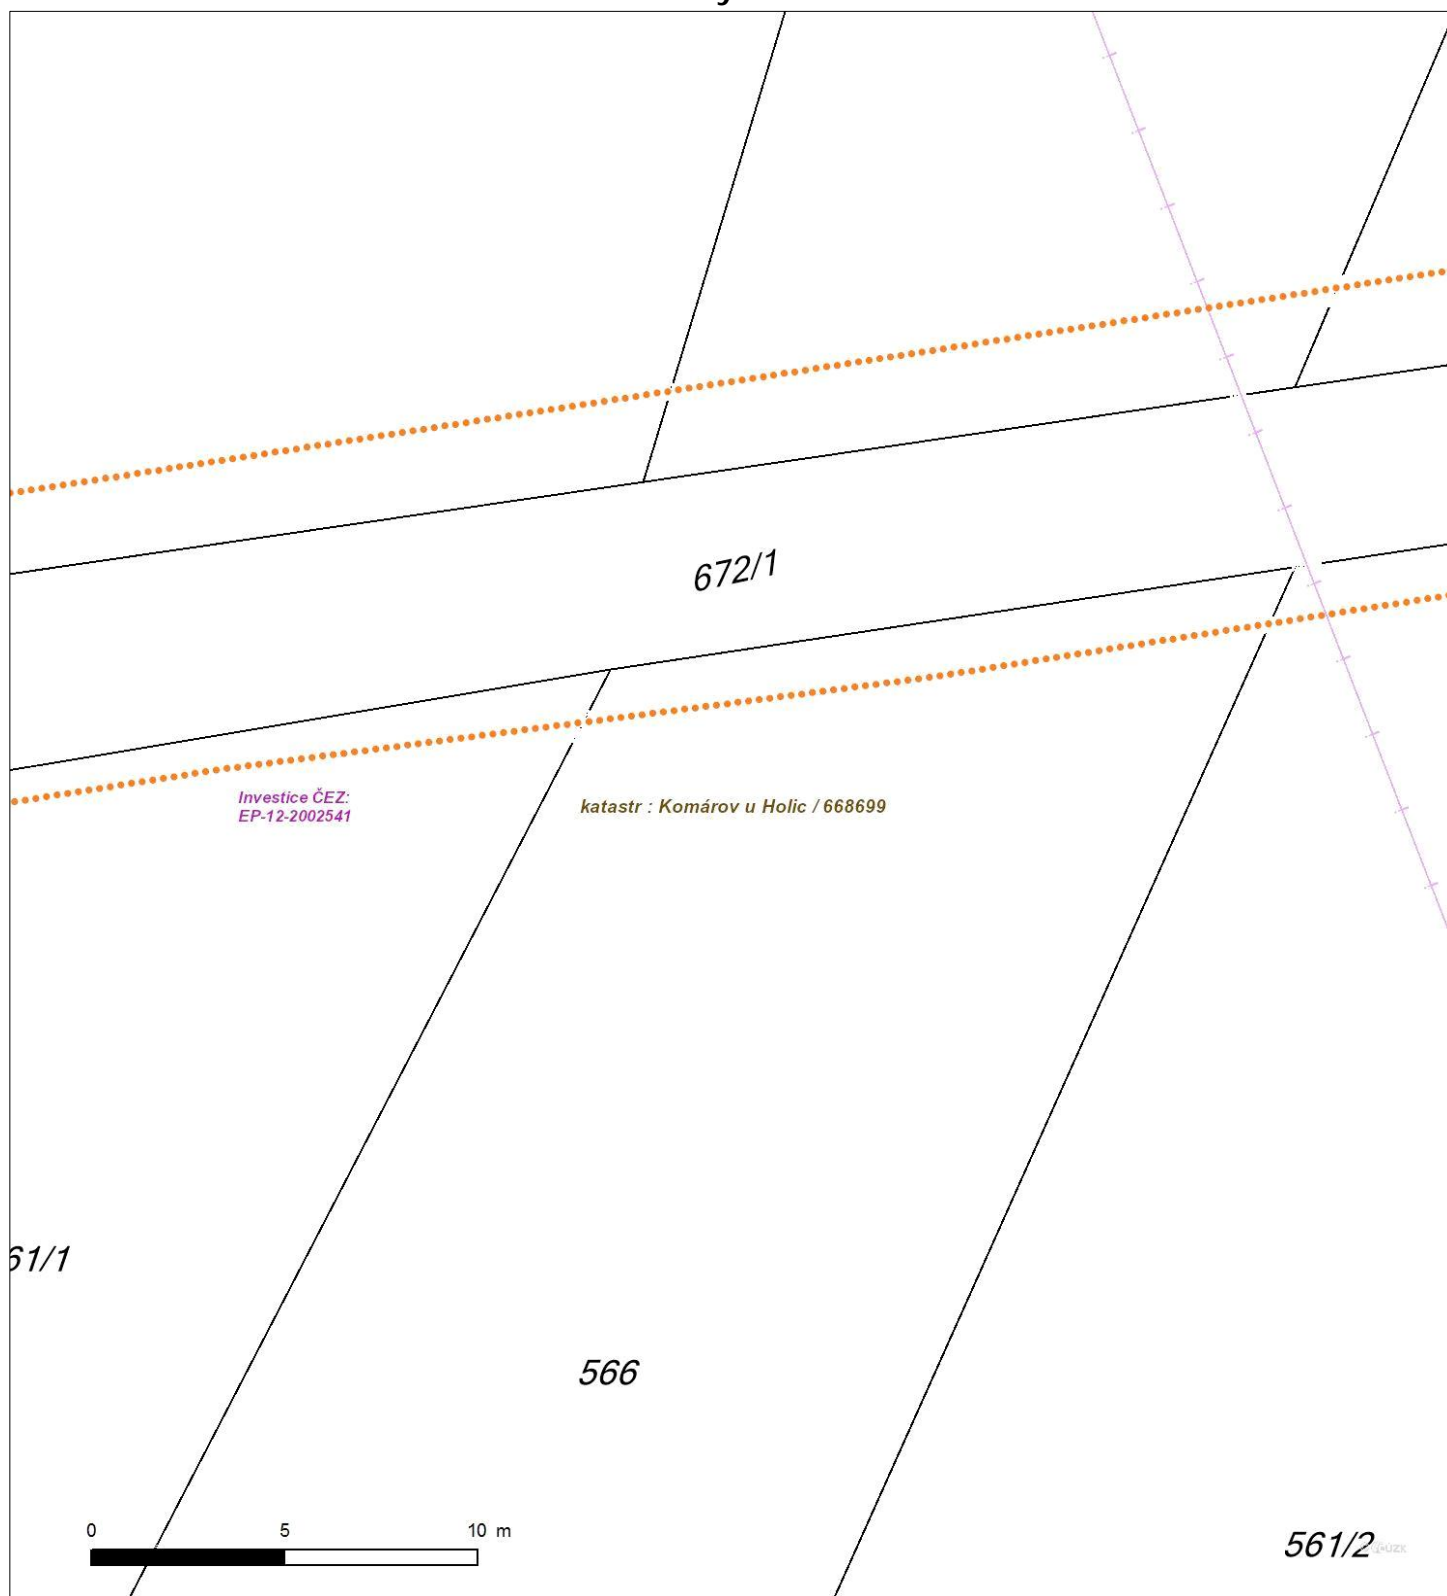 672/1
Investice ČEZ:
EP-12-2002541
katastr : Komárov u Holic / 668699
61/1
566
0 5 10 m
561/2